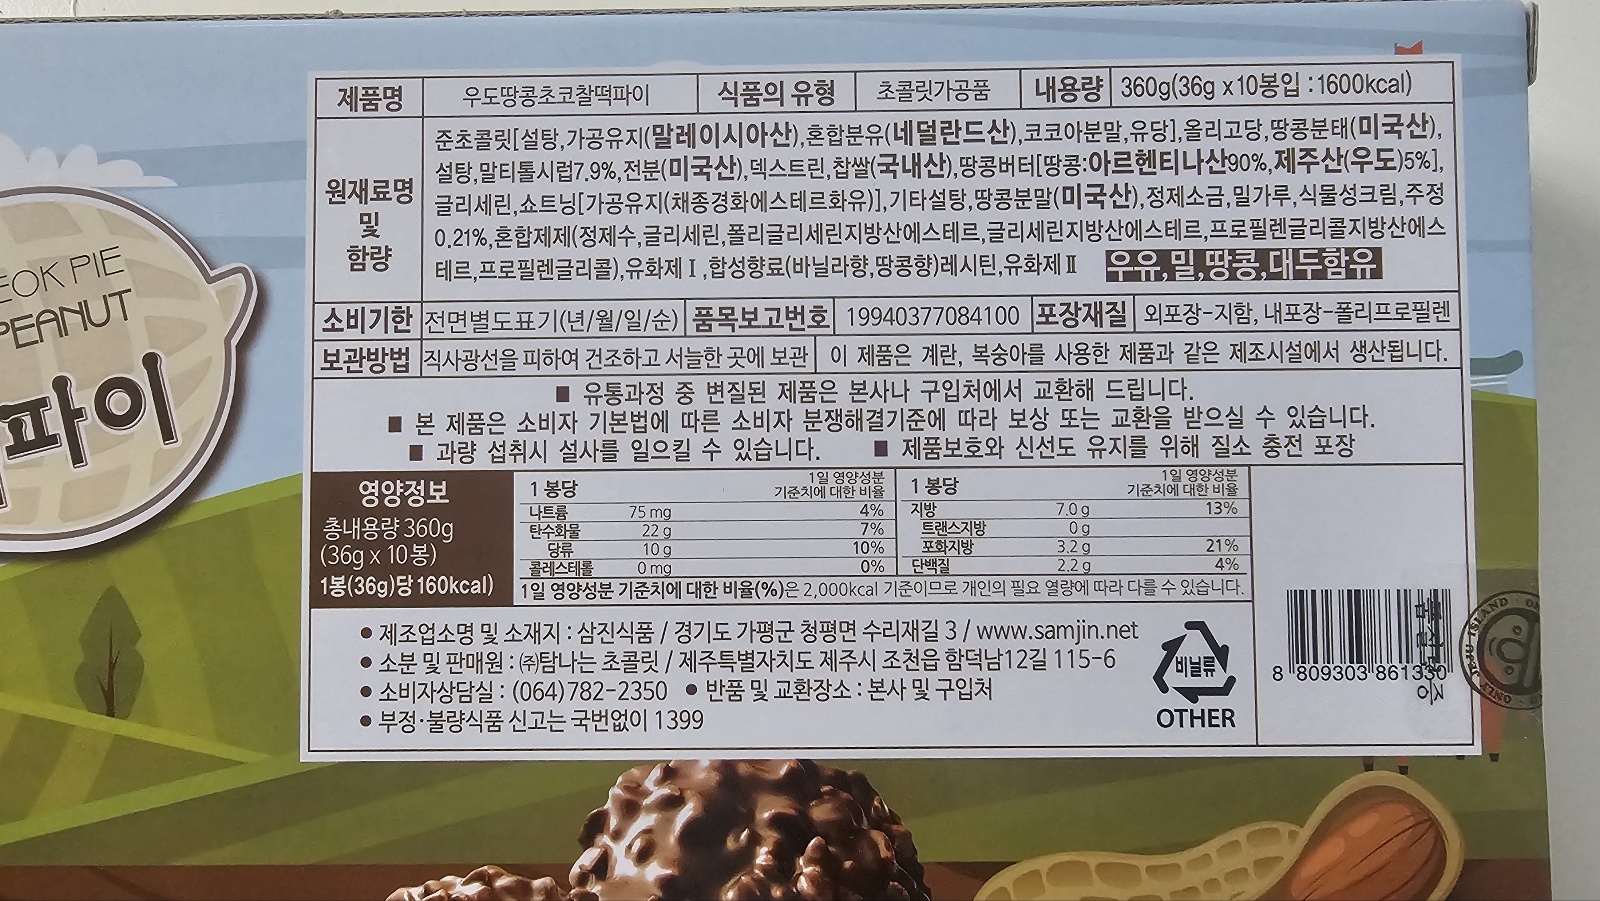 EOK PIE
PEANUT
파이
제품명 우도땅콩초코찰떡파이 식품의 유형 초콜릿가공품 내용량 360g(36g x10봉입 :1600kcal)
원재료명 및 함량
준초콜릿[설탕,가공유지(말레이시아산),혼합분유(네덜란드산),코코아분말,유당],올리고당,땅콩분태(미국산),
설탕,말티톨시럽7.9%,전분(미국산),덱스트린,찹쌀(국내산),땅콩버터[땅콩:아르헨티나산90%,제주산(우도)5%],
글리세린,쇼트닝[가공유지(채종경화에스테르화유)],기타설탕,땅콩분말(미국산),정제소금,밀가루,식물성크림,주정
0.21%,혼합제제(정제수,글리세린,폴리글리세린지방산에스테르,글리세린지방산에스테르,프로필렌글리콜지방산에스
테르,프로필렌글리콜),유화제Ⅰ,합성향료(바닐라향,땅콩향)레시틴,유화제Ⅱ 우유,밀,땅콩,대두함유
소비기한 전면별도표기(년/월/일/순) 품목보고번호 19940377084100 포장재질 외포장-지함, 내포장-폴리프로필렌
보관방법 직사광선을 피하여 건조하고 서늘한 곳에 보관 이 제품은 계란, 복숭아를 사용한 제품과 같은 제조시설에서 생산됩니다.
■ 유통과정 중 변질된 제품은 본사나 구입처에서 교환해 드립니다.
■ 본 제품은 소비자 기본법에 따른 소비자 분쟁해결기준에 따라 보상 또는 교환을 받으실 수 있습니다.
■ 과량 섭취시 설사를 일으킬 수 있습니다. ■ 제품보호와 신선도 유지를 위해 질소 충전 포장
영양정보
총내용량 360g
(36g x 10봉)
1봉(36g)당 160kcal)
1 봉당 1일 영양성분 기준치에 대한 비율
나트륨 75 mg 4%
탄수화물 22 g 7%
당류 10 g 10%
콜레스테롤 0 mg 0%
1 봉당 1일 영양성분 기준치에 대한 비율
지방 7.0 g 13%
트랜스지방 0 g
포화지방 3.2 g 21%
단백질 2.2 g 4%
1일 영양성분 기준치에 대한 비율(%)은 2,000kcal 기준이므로 개인의 필요 열량에 따라 다를 수 있습니다.
● 제조업소명 및 소재지 : 삼진식품 / 경기도 가평군 청평면 수리재길 3 / www.samjin.net
● 소분 및 판매원 : ㈜탐나는 초콜릿 / 제주특별자치도 제주시 조천읍 함덕남12길 115-6
● 소비자상담실 : (064)782-2350 ● 반품 및 교환장소 : 본사 및 구입처
● 부정·불량식품 신고는 국번없이 1399
비닐류
OTHER
8 809303 861330